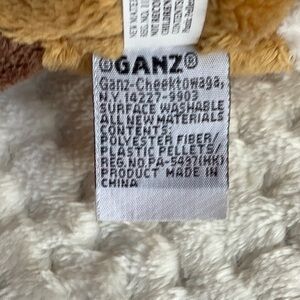 ©GANZ®
Ganz-Cheektowaga,
N.Y. 14227-9903
SURFACE WASHABLE
ALL NEW MATERIALS
CONTENTS:
POLYESTER FIBER/
PLASTIC PELLETS/
REG.NO.PA-5497(HK)
PRODUCT MADE IN
CHINA